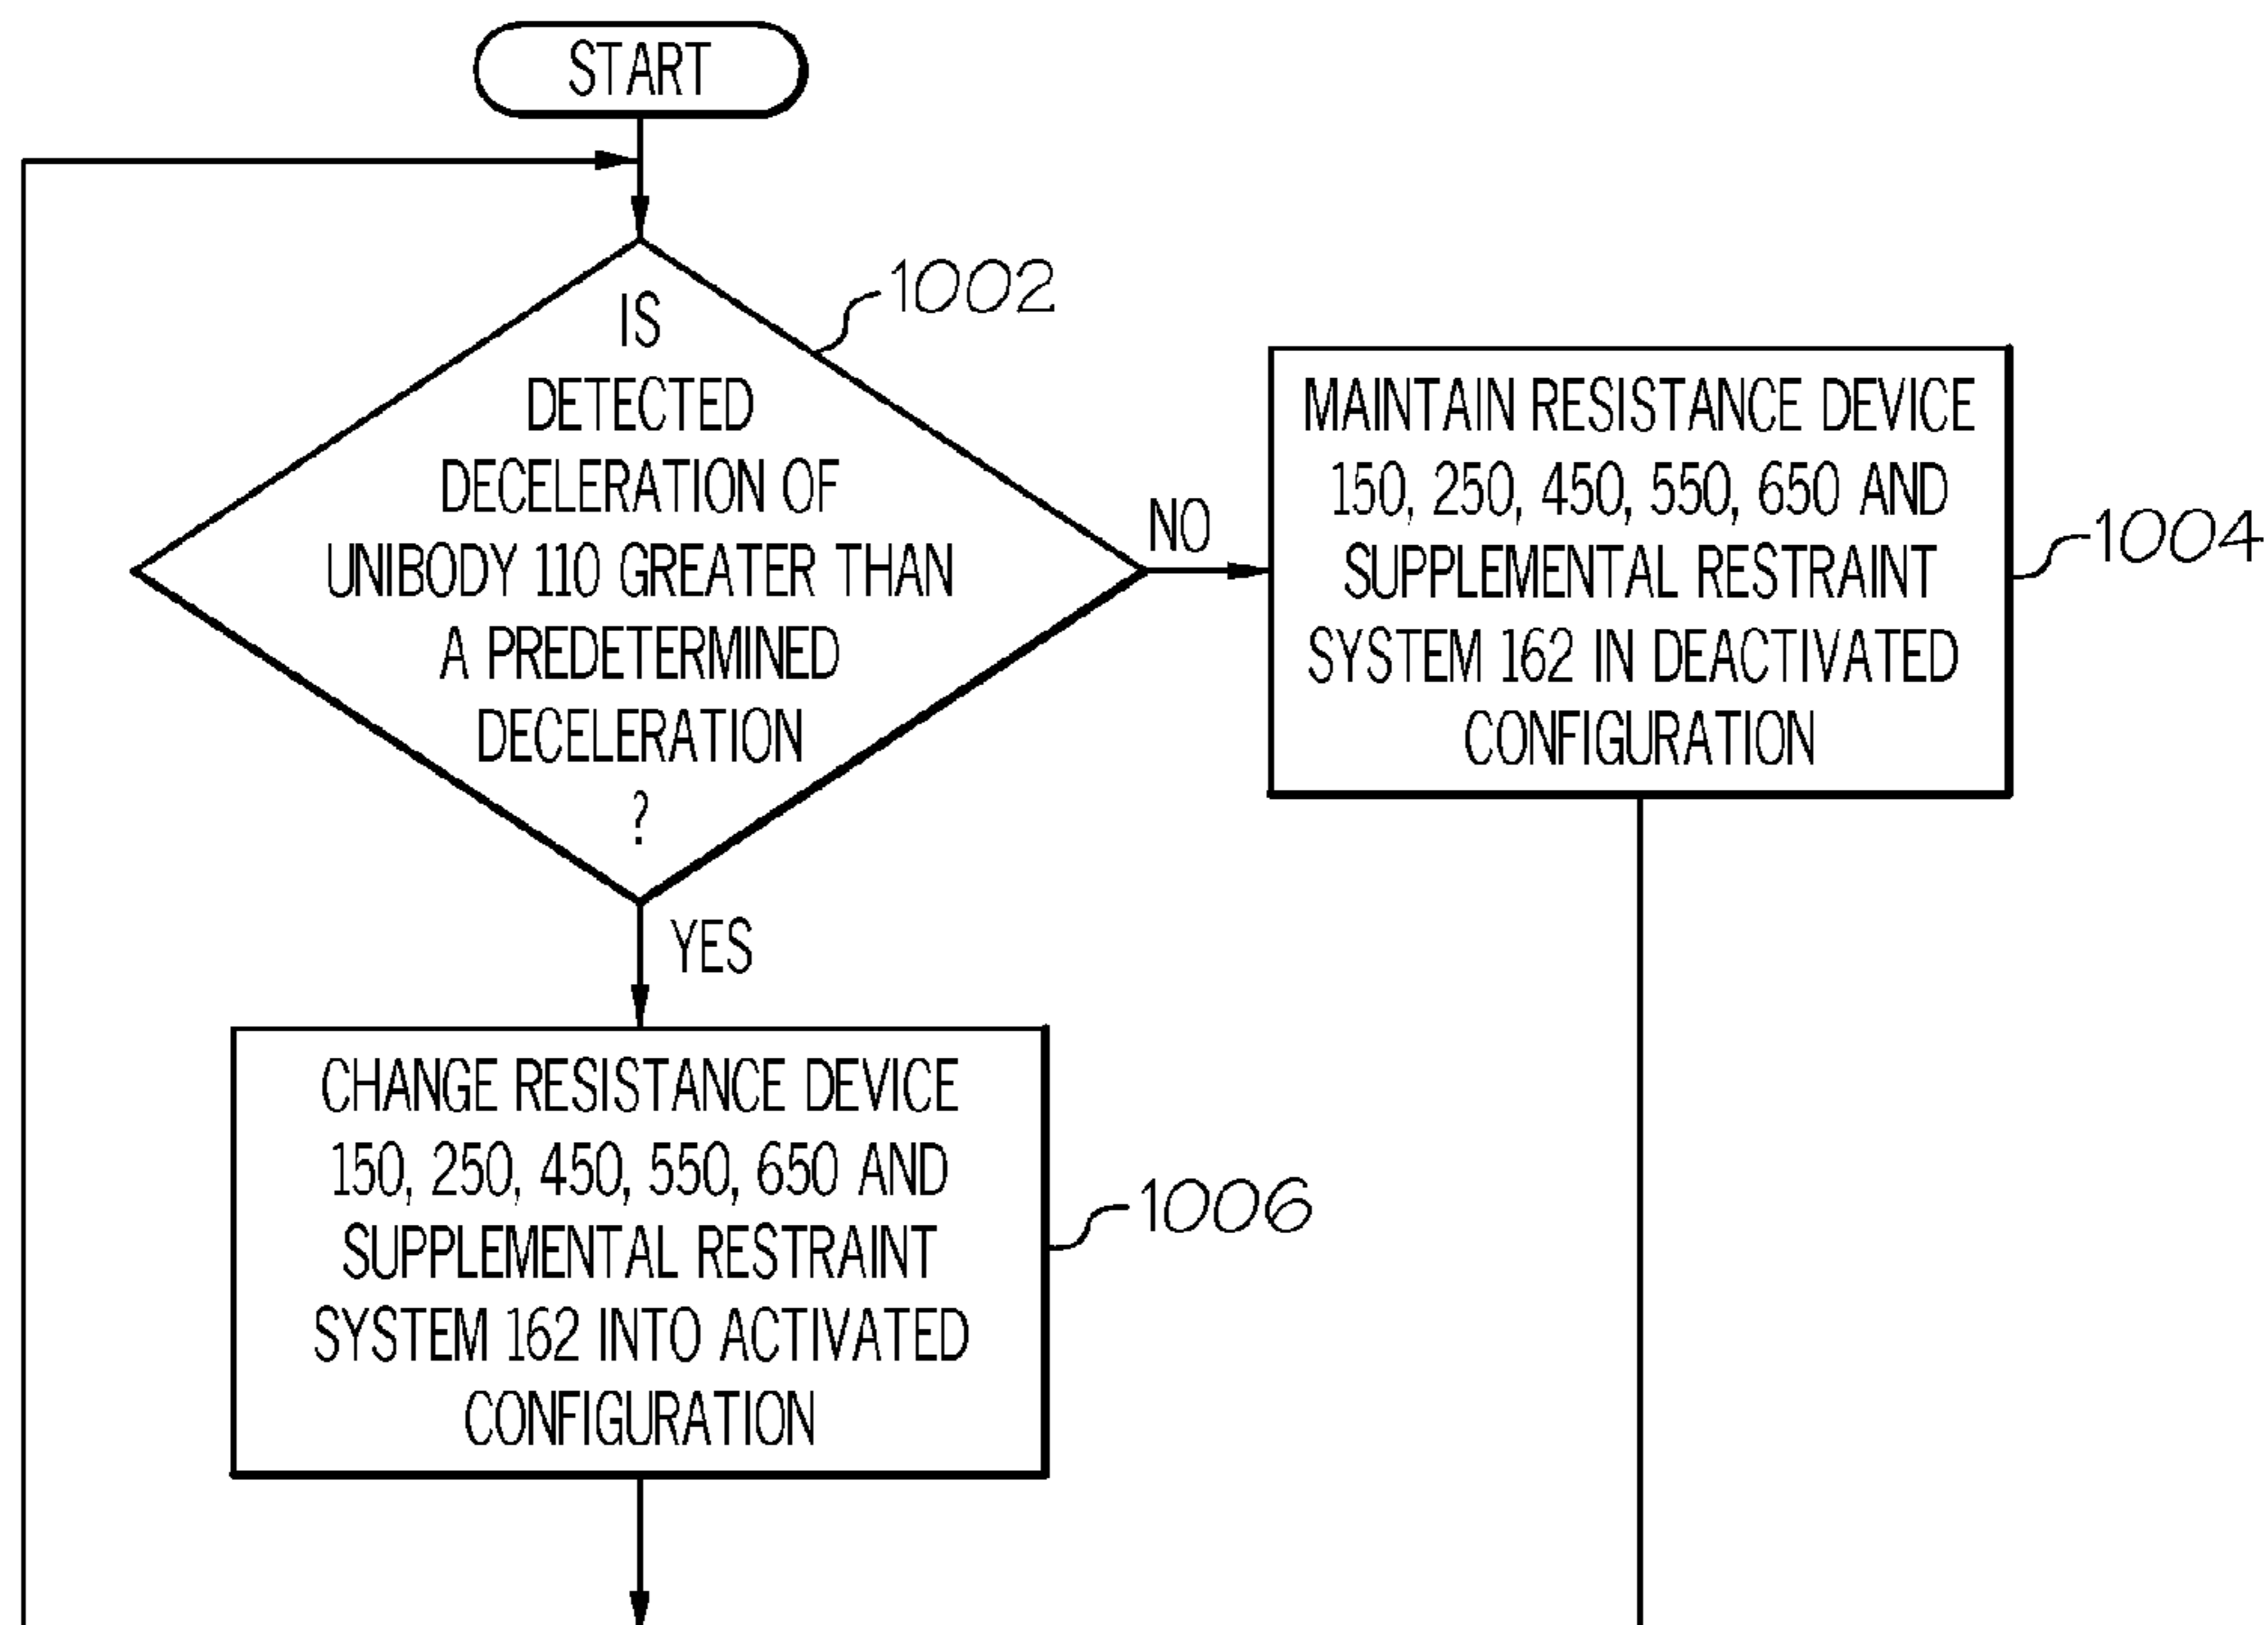 START
1002
IS
DETECTED
DECELERATION OF
UNIBODY 110 GREATER THAN
A PREDETERMINED
DECELERATION
?
NO
MAINTAIN RESISTANCE DEVICE
150, 250, 450, 550, 650 AND
SUPPLEMENTAL RESTRAINT
SYSTEM 162 IN DEACTIVATED
CONFIGURATION
1004
YES
CHANGE RESISTANCE DEVICE
150, 250, 450, 550, 650 AND
SUPPLEMENTAL RESTRAINT
SYSTEM 162 INTO ACTIVATED
CONFIGURATION
1006